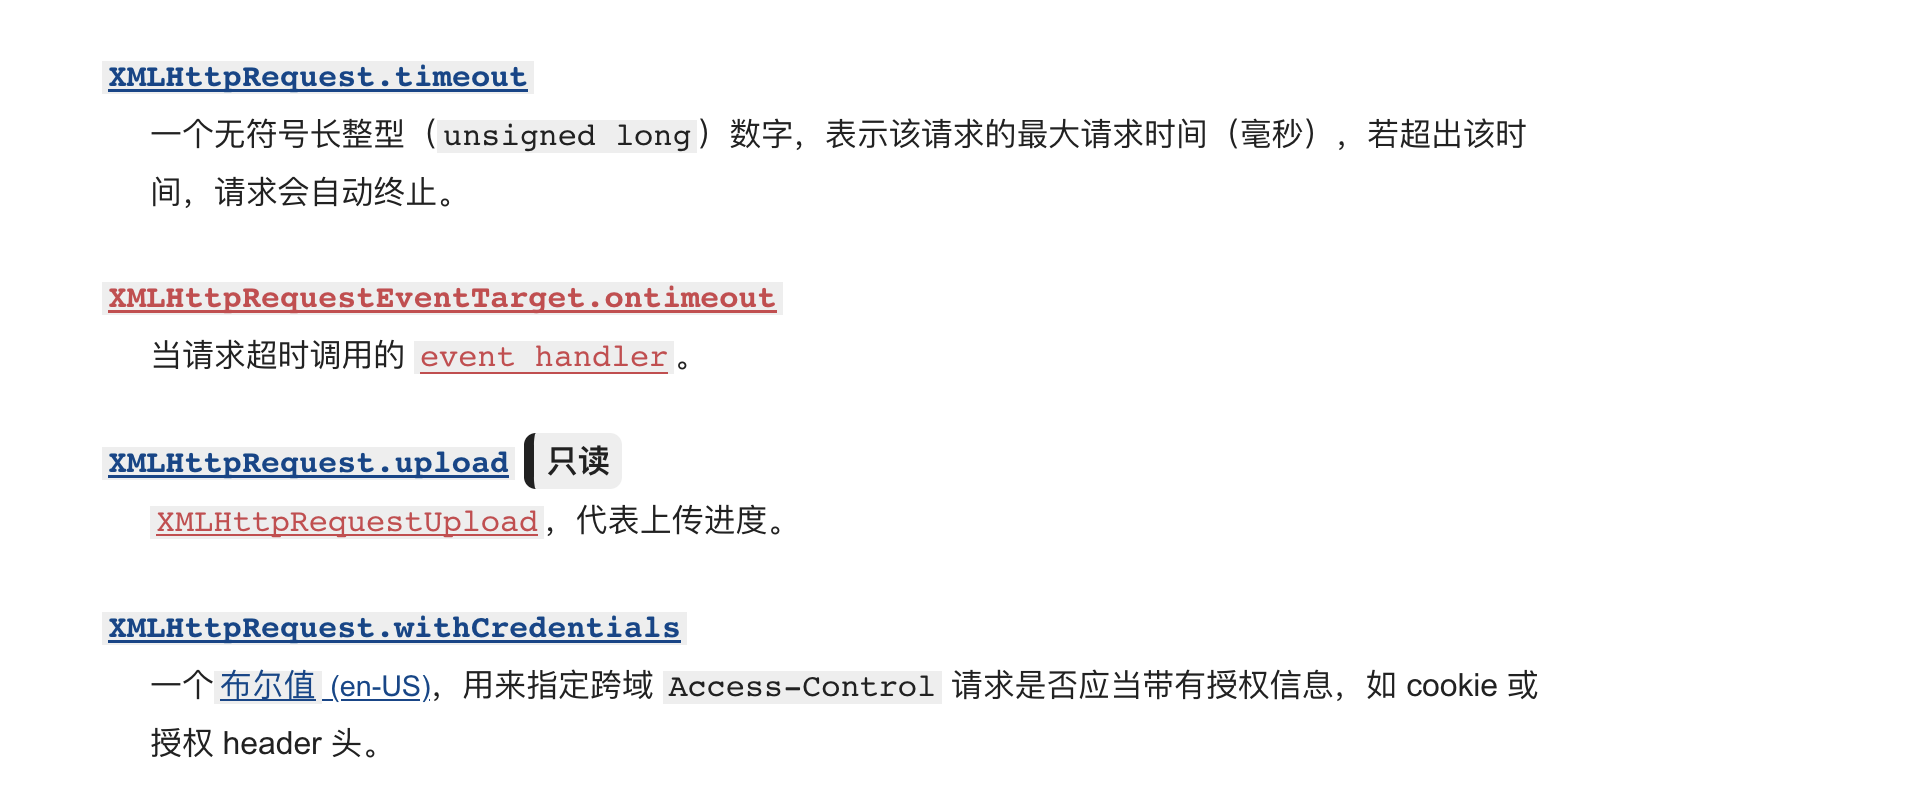 XMLHttpRequest.timeout
一个无符号长整型（unsigned long）数字，表示该请求的最大请求时间（毫秒），若超出该时
间，请求会自动终止。
XMLHttpRequestEventTarget.ontimeout
当请求超时调用的 event handler。
XMLHttpRequest.upload 只读
XMLHttpRequestUpload，代表上传进度。
XMLHttpRequest.withCredentials
一个布尔值 (en-US)，用来指定跨域 Access-Control 请求是否应当带有授权信息，如 cookie 或
授权 header 头。